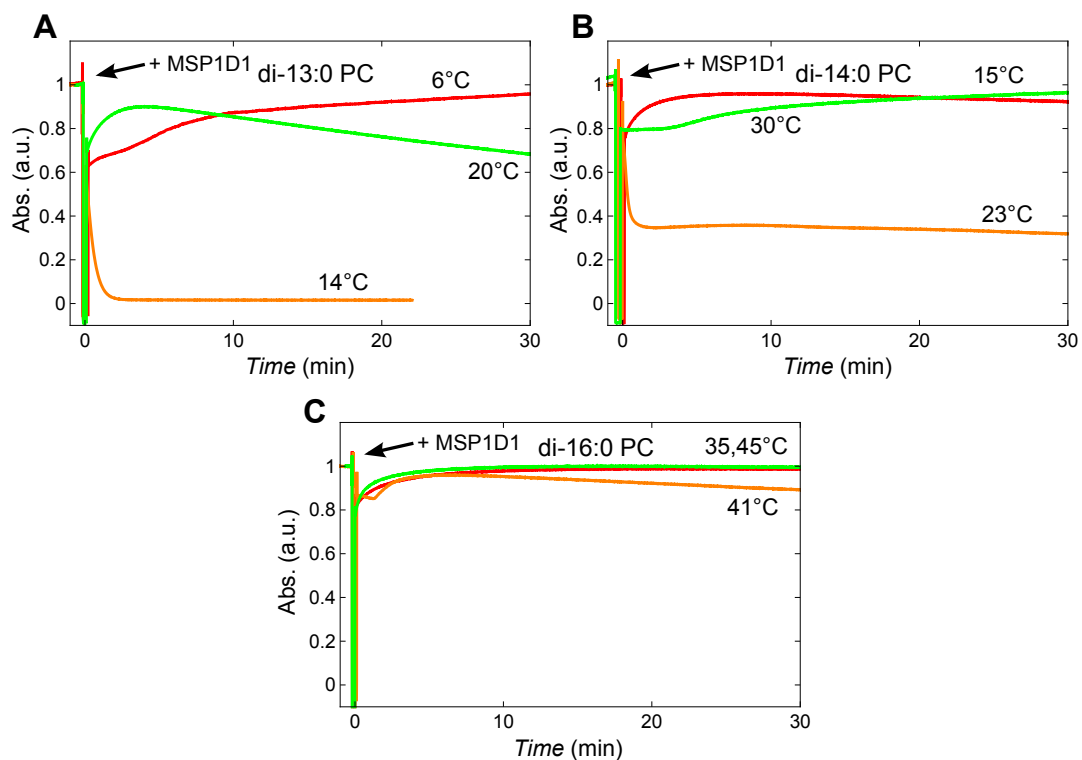 A
+ MSP1D1
di-13:0 PC
6°C
20°C
14°C
Abs. (a.u.)
1
0.8
0.6
0.4
0.2
0
0
10
20
30
Time (min)
B
+ MSP1D1
di-14:0 PC
15°C
30°C
23°C
Abs. (a.u.)
1
0.8
0.6
0.4
0.2
0
0
10
20
30
Time (min)
C
+ MSP1D1
di-16:0 PC
35,45°C
41°C
Abs. (a.u.)
1
0.8
0.6
0.4
0.2
0
0
10
20
30
Time (min)